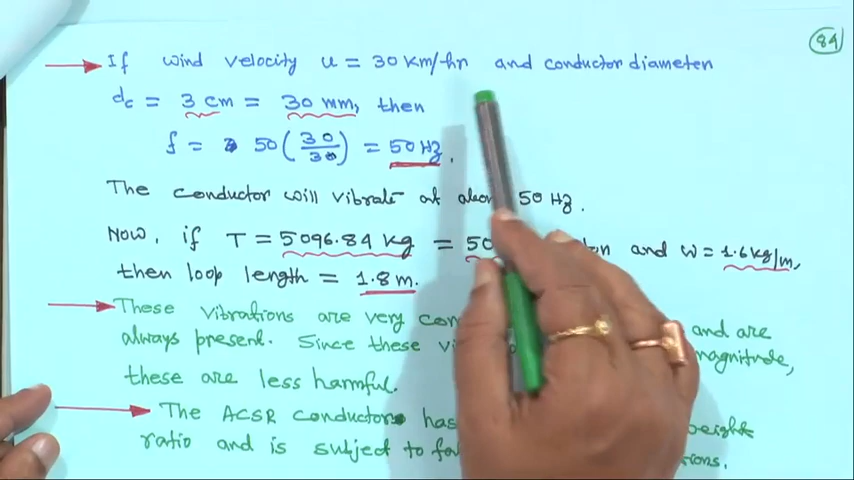 84
If wind velocity u = 30 km/hr and conductor diameter
dc = 3 cm = 30 mm, then
f = 50 (30/30) = 50 Hz.
The conductor will vibrate at 50 Hz.
Now, if T = 5096.84 kg = 50 and w = 1.6 kg/m,
then loop length = 1.8 m.
These vibrations are very and are
always present. Since these magnitude,
these are less harmful.
The ACSR conductor has
ratio and is subject to